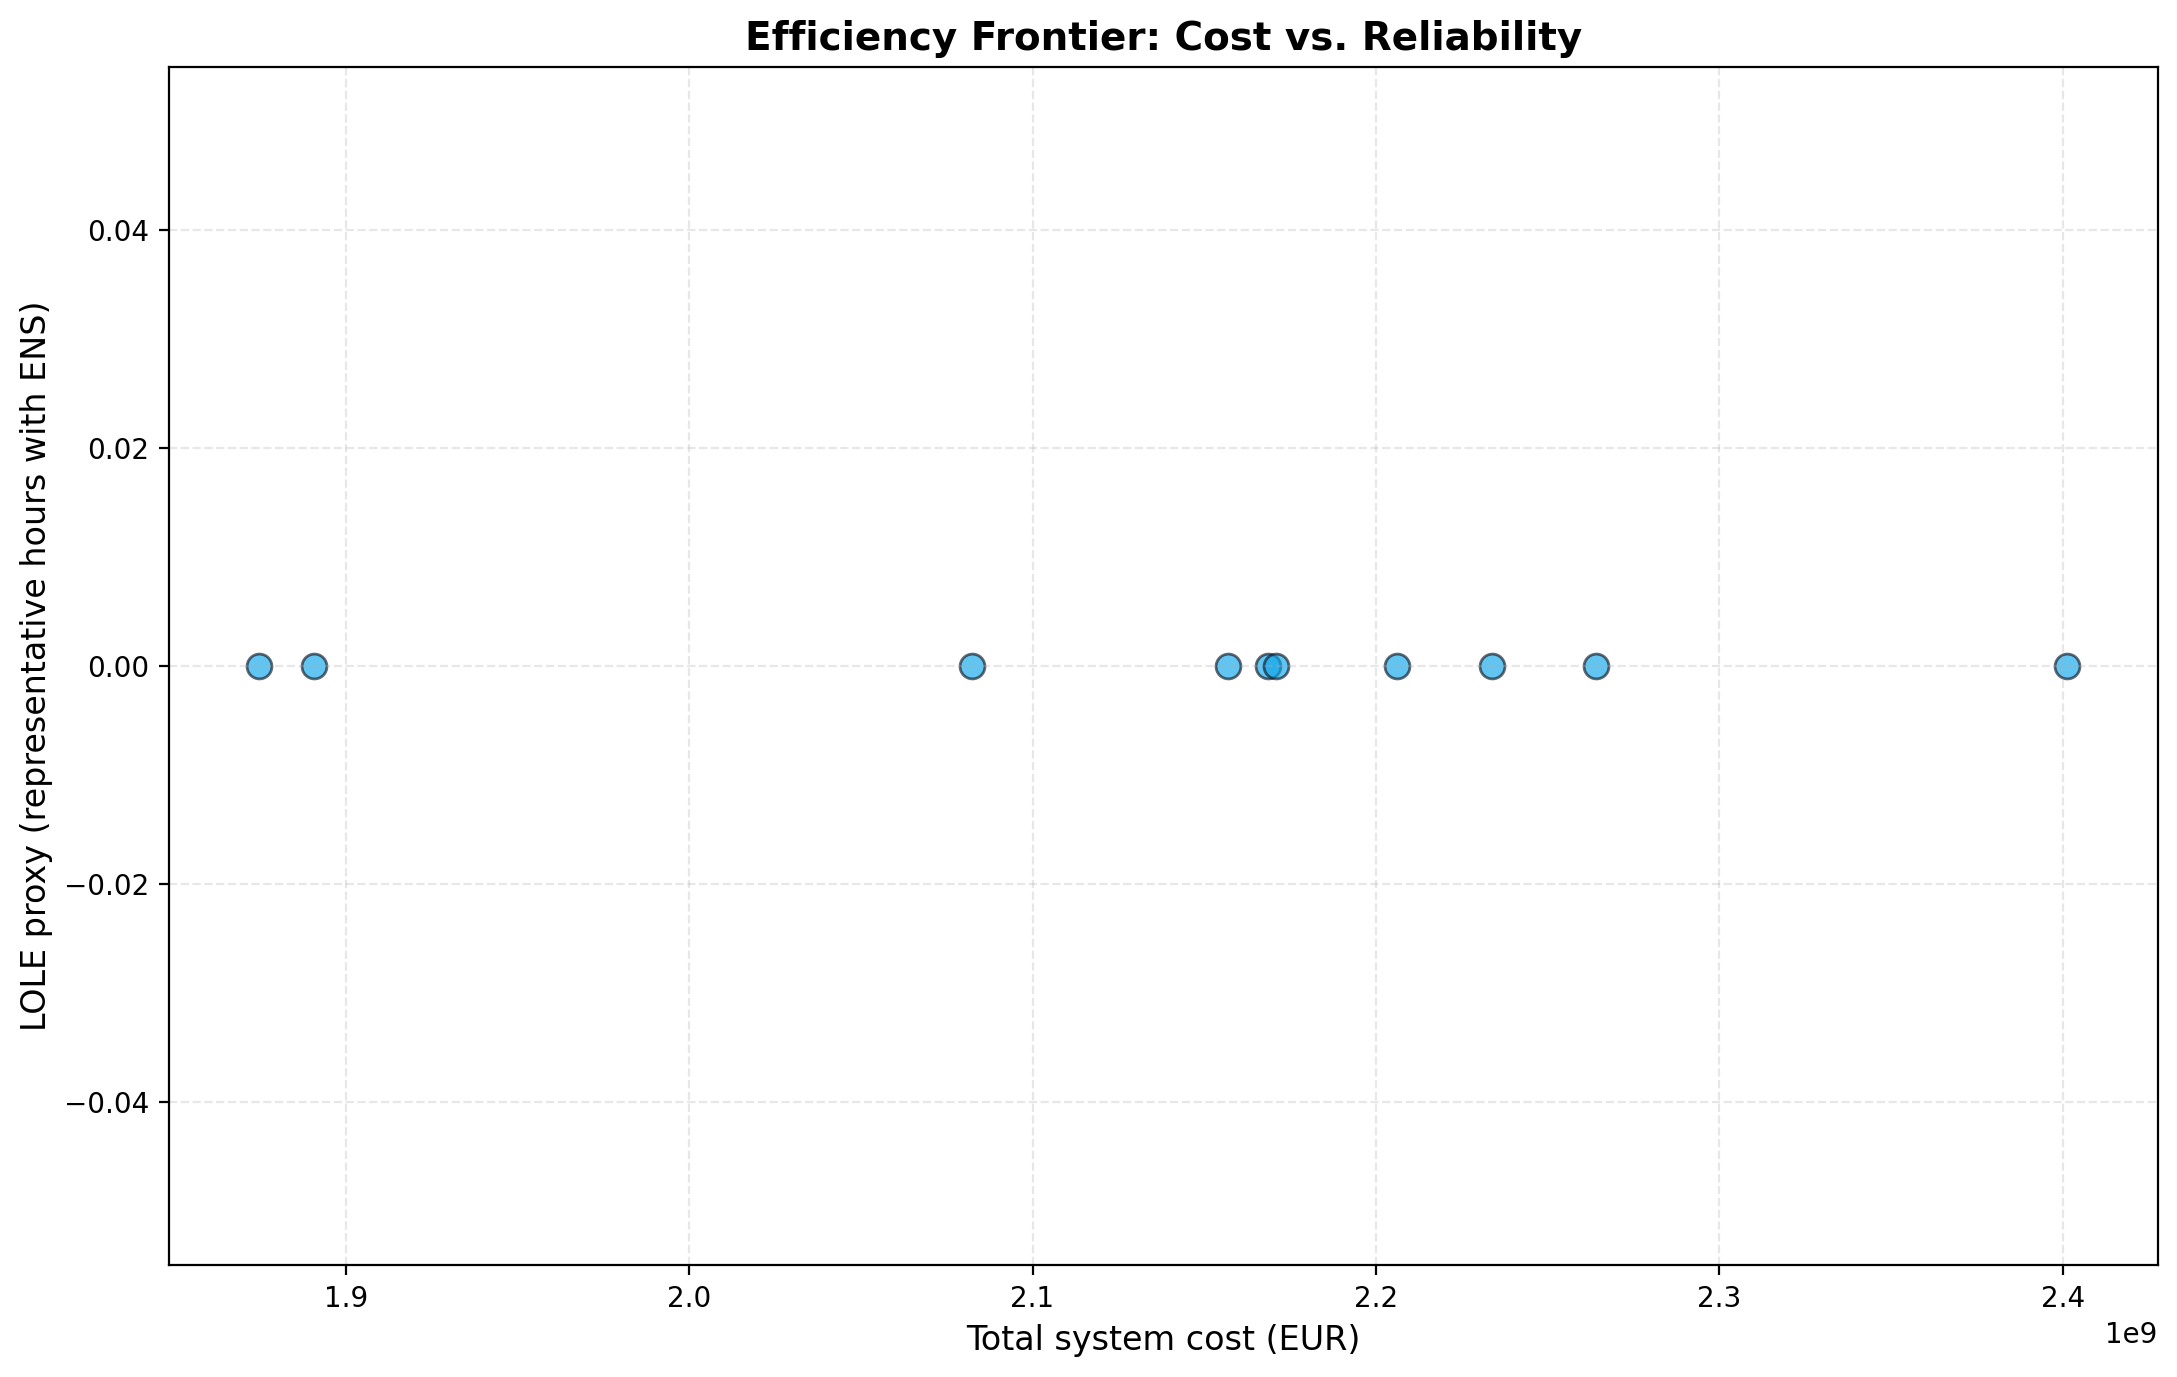 Efficiency Frontier: Cost vs. Reliability
LOLE proxy (representative hours with ENS)
0.04
0.02
0.00
−0.02
−0.04
1.9
2.0
2.1
2.2
2.3
2.4
1e9
Total system cost (EUR)